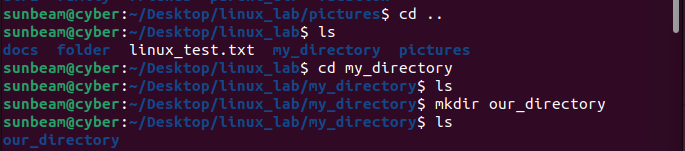 sunbeam@cyber:~/Desktop/linux_lab/pictures$ cd ..
sunbeam@cyber:~/Desktop/linux_lab$ ls
docs folder linux_test.txt my_directory pictures
sunbeam@cyber:~/Desktop/linux_lab$ cd my_directory
sunbeam@cyber:~/Desktop/linux_lab/my_directory$ ls
sunbeam@cyber:~/Desktop/linux_lab/my_directory$ mkdir our_directory
sunbeam@cyber:~/Desktop/linux_lab/my_directory$ ls
our_directory